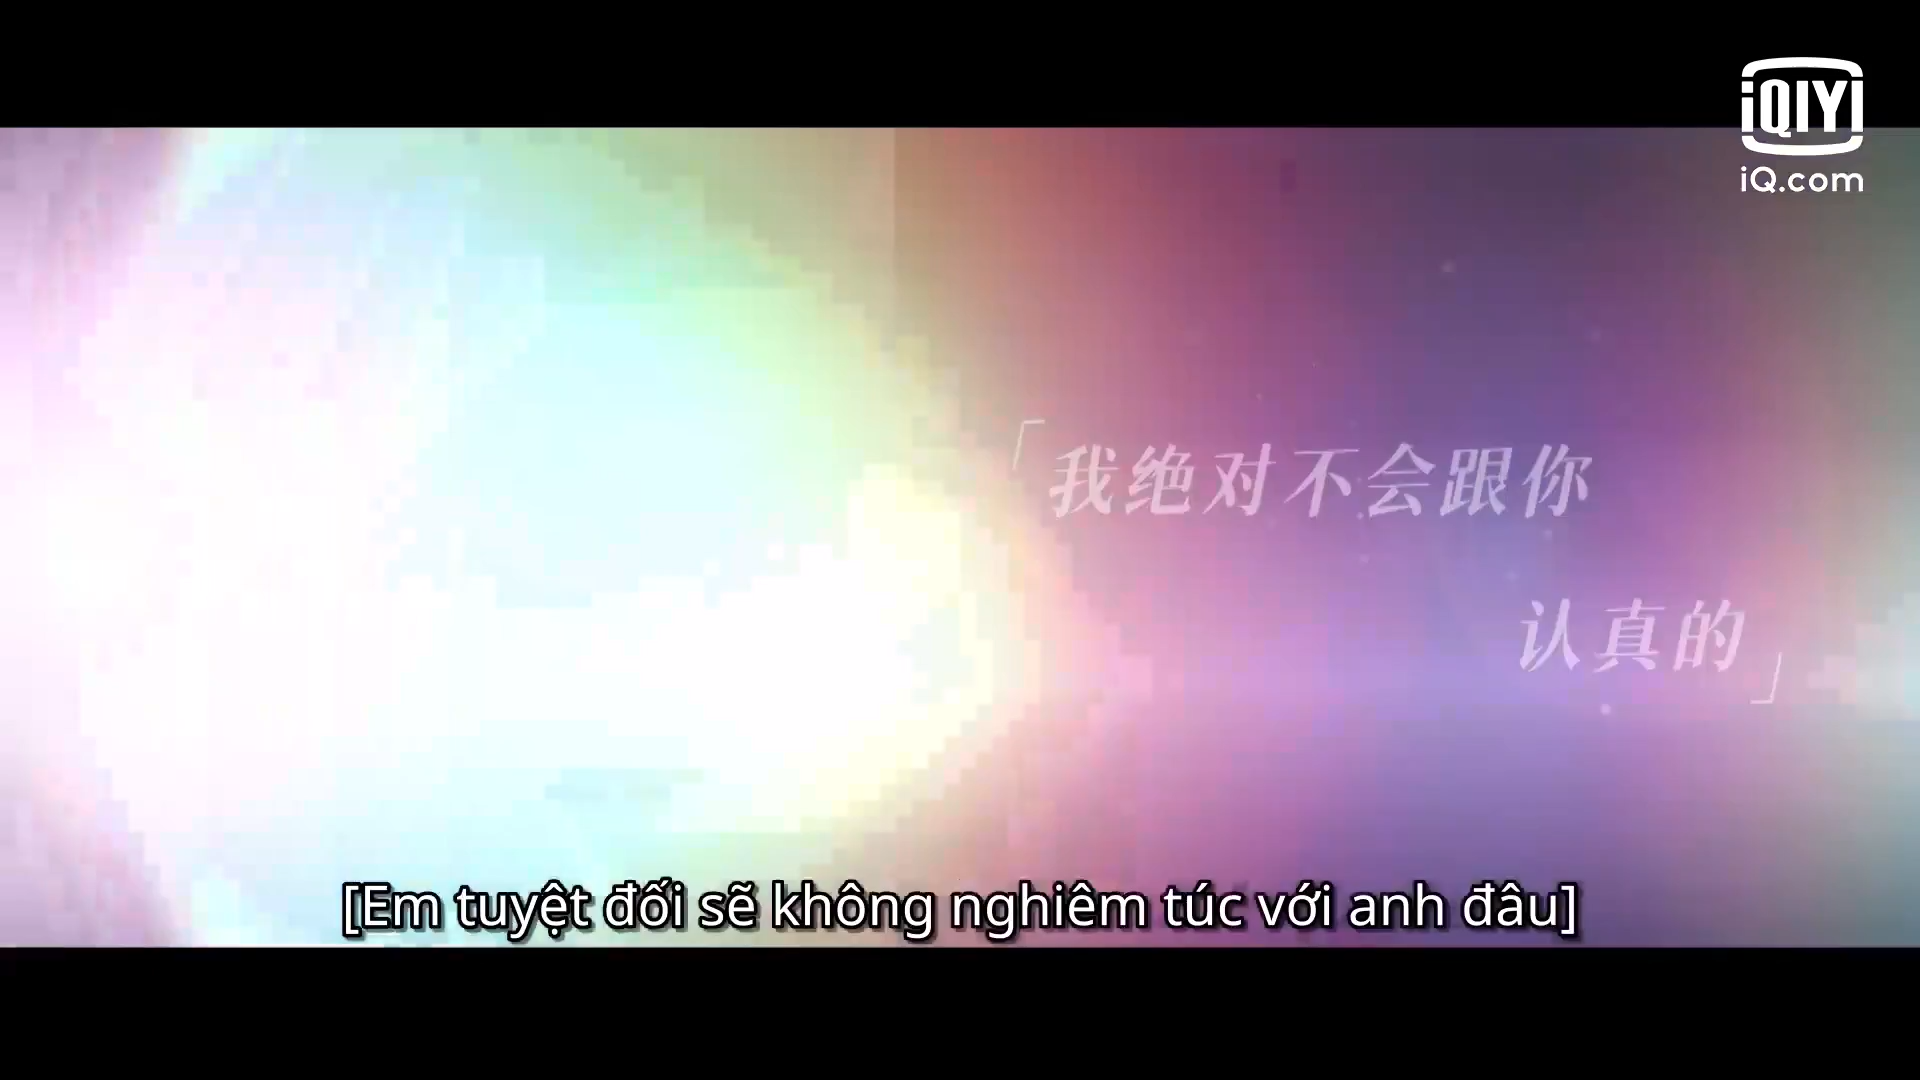 iQIYI
iQ.com
「我绝对不会跟你
认真的」
[Em tuyệt đối sẽ không nghiêm túc với anh đâu]